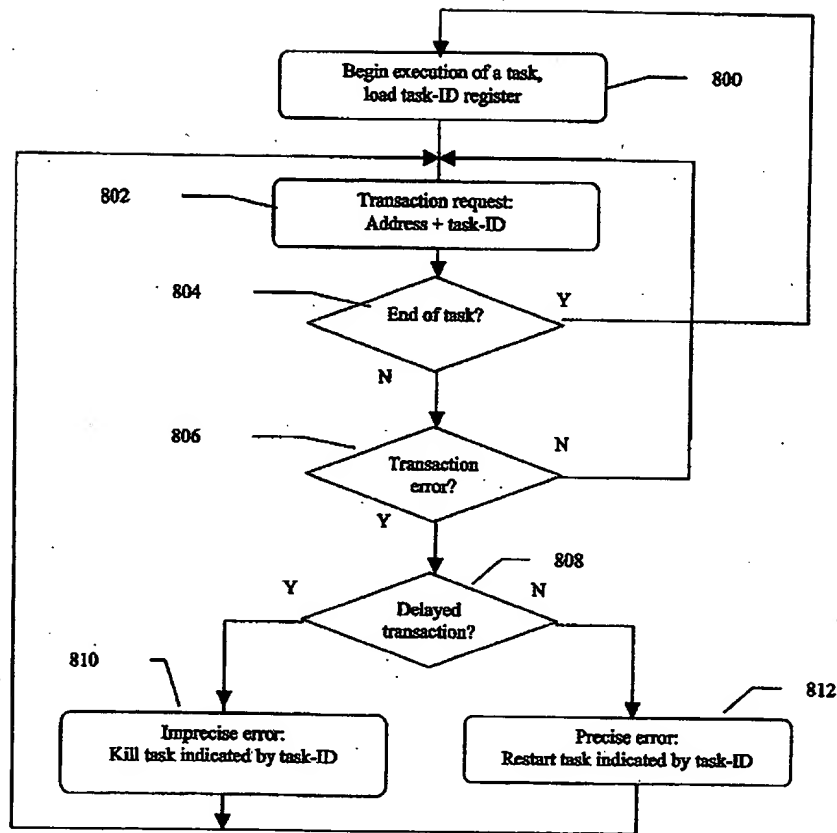 Begin execution of a task,
load task-ID register
800
802
Transaction request:
Address + task-ID
804
End of task?
Y
N
806
Transaction
error?
N
Y
808
Y
N
Delayed
transaction?
810
812
Imprecise error:
Kill task indicated by task-ID
Precise error:
Restart task indicated by task-ID